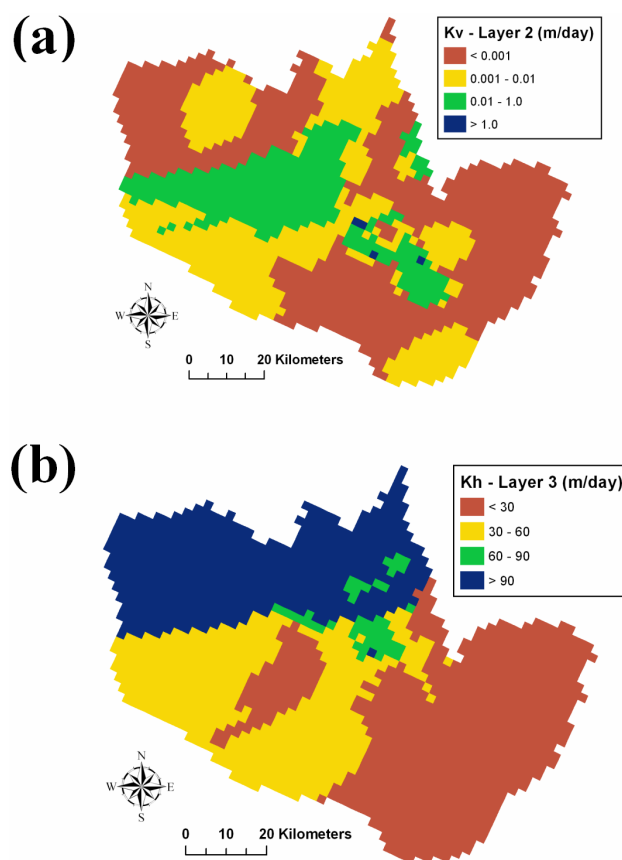 (a)
Kv - Layer 2 (m/day)
< 0.001
0.001 - 0.01
0.01 - 1.0
> 1.0
N
W E
S
0 10 20 Kilometers
(b)
Kh - Layer 3 (m/day)
< 30
30 - 60
60 - 90
> 90
N
W E
S
0 10 20 Kilometers